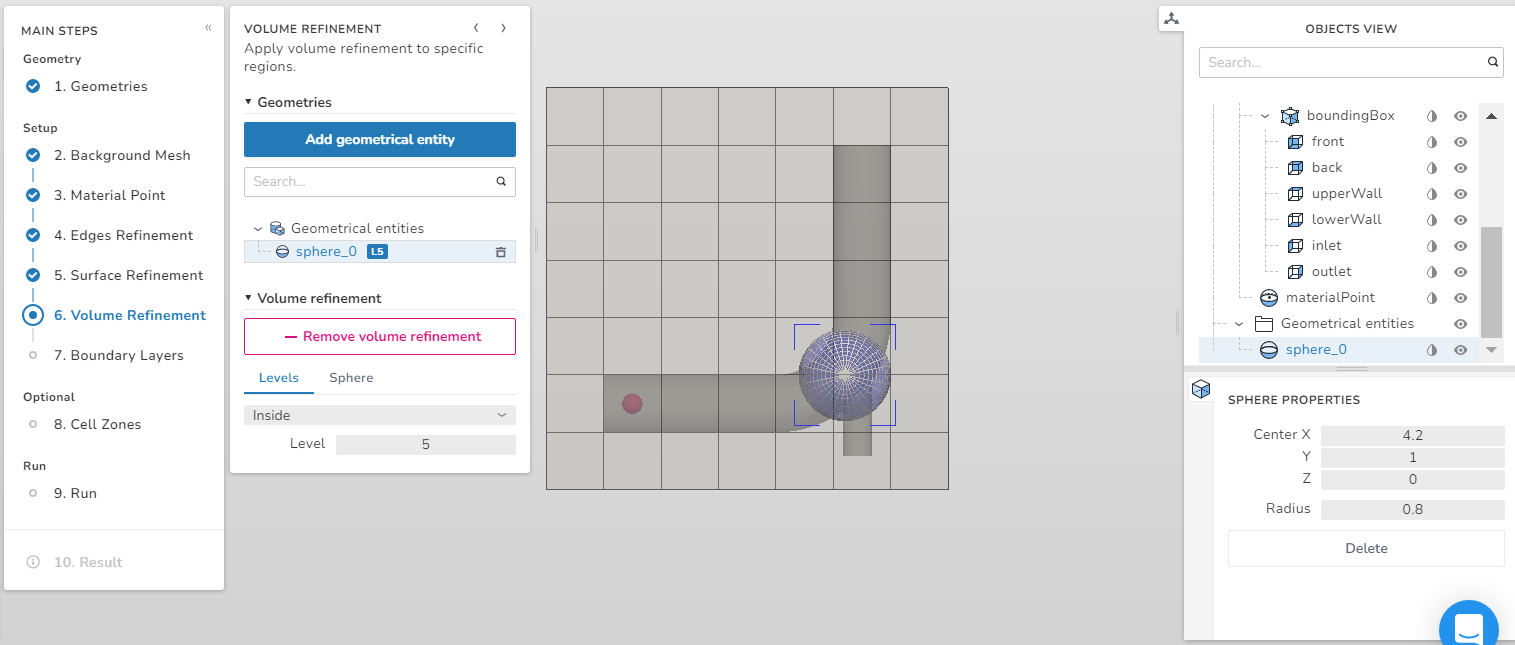 MAIN STEPS
«
Geometry
1. Geometries
Setup
2. Background Mesh
3. Material Point
4. Edges Refinement
5. Surface Refinement
6. Volume Refinement
7. Boundary Layers
Optional
8. Cell Zones
Run
9. Run
10. Result
VOLUME REFINEMENT
Apply volume refinement to specific
regions.
Geometries
Add geometrical entity
Search...
Geometrical entities
sphere_0 L5
Volume refinement
Remove volume refinement
Levels Sphere
Inside
Level 5
OBJECTS VIEW
Search...
boundingBox
front
back
upperWall
lowerWall
inlet
outlet
materialPoint
Geometrical entities
sphere_0
SPHERE PROPERTIES
Center X 4.2
Y 1
Z 0
Radius 0.8
Delete